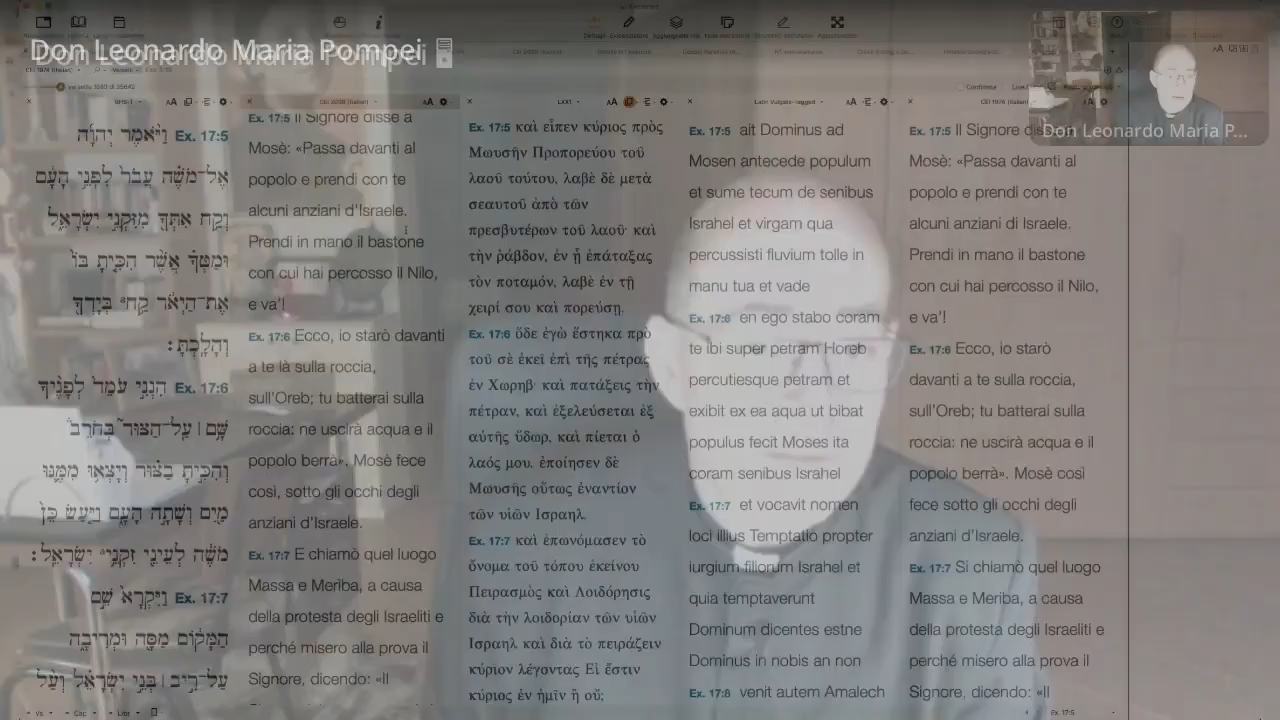 Don Leonardo Maria Pompei
Don Leonardo Maria P...
Ex. 17:5 וַיֹּ֨אמֶר יְהוָ֜ה
אֶל־מֹשֶׁ֗ה עֲבֹר֙ לִפְנֵ֣י הָעָ֔ם
וְקַ֥ח אִתְּךָ֖ מִזִּקְנֵ֣י יִשְׂרָאֵ֑ל
וּמַטְּךָ֗ אֲשֶׁ֨ר הִכִּ֤יתָ בּוֹ֙
אֶת־הַיְאֹ֔ר קַ֥ח בְּיָדְךָ֖
וְהָלָֽכְתָּ׃
Ex. 17:6 הִנְנִ֣י עֹמֵד֩ לְפָנֶ֨יךָ
שָּׁ֥ם ׀ עַֽל־הַצּוּר֮ בְּחֹרֵב֒
וְהִכִּ֣יתָ בַצּ֗וּר וְיָצְא֥וּ מִמֶּ֛נּוּ
מַ֖יִם וְשָׁתָ֣ה הָעָ֑ם וַיַּ֤עַשׂ כֵּן֙
מֹשֶׁ֔ה לְעֵינֵ֖י זִקְנֵ֥י יִשְׂרָאֵֽל׃
Ex. 17:7 וַיִּקְרָא֙ שֵׁ֣ם
הַמָּק֔וֹם מַסָּ֖ה וּמְרִיבָ֑ה
עַל־רִ֣יב ׀ בְּנֵ֣י יִשְׂרָאֵ֗ל וְעַ֨ל
Ex. 17:5 Il Signore disse a
Mosè: «Passa davanti al
popolo e prendi con te
alcuni anziani d'Israele.
Prendi in mano il bastone
con cui hai percosso il Nilo,
e va'!
Ex. 17:6 Ecco, io starò davanti
a te là sulla roccia,
sull'Oreb; tu batterai sulla
roccia: ne uscirà acqua e il
popolo berrà». Mosè fece
così, sotto gli occhi degli
anziani d'Israele.
Ex. 17:7 E chiamò quel luogo
Massa e Merìba, a causa
della protesta degli Israeliti e
perché misero alla prova il
Signore, dicendo: «Il
LXX1
Ex. 17:5 καὶ εἶπεν κύριος πρὸς
Μωυσῆν Προπορεύου τοῦ
λαοῦ τούτου, λαβὲ δὲ μετὰ
σεαυτοῦ ἀπὸ τῶν
πρεσβυτέρων τοῦ λαοῦ· καὶ
τὴν ῥάβδον, ἐν ᾗ ἐπάταξας
τὸν ποταμόν, λαβὲ ἐν τῇ
χειρί σου καὶ πορεύσῃ.
Ex. 17:6 ὅδε ἐγὼ ἕστηκα πρὸ
τοῦ σὲ ἐκεῖ ἐπὶ τῆς πέτρας
ἐν Χωρηβ· καὶ πατάξεις τὴν
πέτραν, καὶ ἐξελεύσεται ἐξ
αὐτῆς ὕδωρ, καὶ πίεται ὁ
λαός μου. ἐποίησεν δὲ
Μωυσῆς οὕτως ἐναντίον
τῶν υἱῶν Ισραηλ.
Ex. 17:7 καὶ ἐπωνόμασεν τὸ
ὄνομα τοῦ τόπου ἐκείνου
Πειρασμὸς καὶ Λοιδόρησις
διὰ τὴν λοιδορίαν τῶν υἱῶν
Ισραηλ καὶ διὰ τὸ πειράζειν
κύριον λέγοντας Εἰ ἔστιν
κύριος ἐν ἡμῖν ἢ οὔ;
Ex. 17:5 ait Dominus ad
Mosen antecede populum
et sume tecum de senibus
Israhel et virgam qua
percussisti fluvium tolle in
manu tua et vade
Ex. 17:6 en ego stabo coram
te ibi super petram Horeb
percutiesque petram et
exibit ex ea aqua ut bibat
populus fecit Moses ita
coram senibus Israhel
Ex. 17:7 et vocavit nomen
loci illius Temptatio propter
iurgium filiorum Israhel et
quia temptaverunt
Dominum dicentes estne
Dominus in nobis an non
Ex. 17:8 venit autem Amalech
Ex. 17:5 Il Signore
Mosè: «Passa davanti al
popolo e prendi con te
alcuni anziani di Israele.
Prendi in mano il bastone
con cui hai percosso il Nilo,
e va'!
Ex. 17:6 Ecco, io starò
davanti a te sulla roccia,
sull'Oreb; tu batterai sulla
roccia: ne uscirà acqua e il
popolo berrà». Mosè così
fece sotto gli occhi degli
anziani d'Israele.
Ex. 17:7 Si chiamò quel luogo
Massa e Meriba, a causa
della protesta degli Israeliti e
perché misero alla prova il
Signore, dicendo: «Il
Ex. 17:5